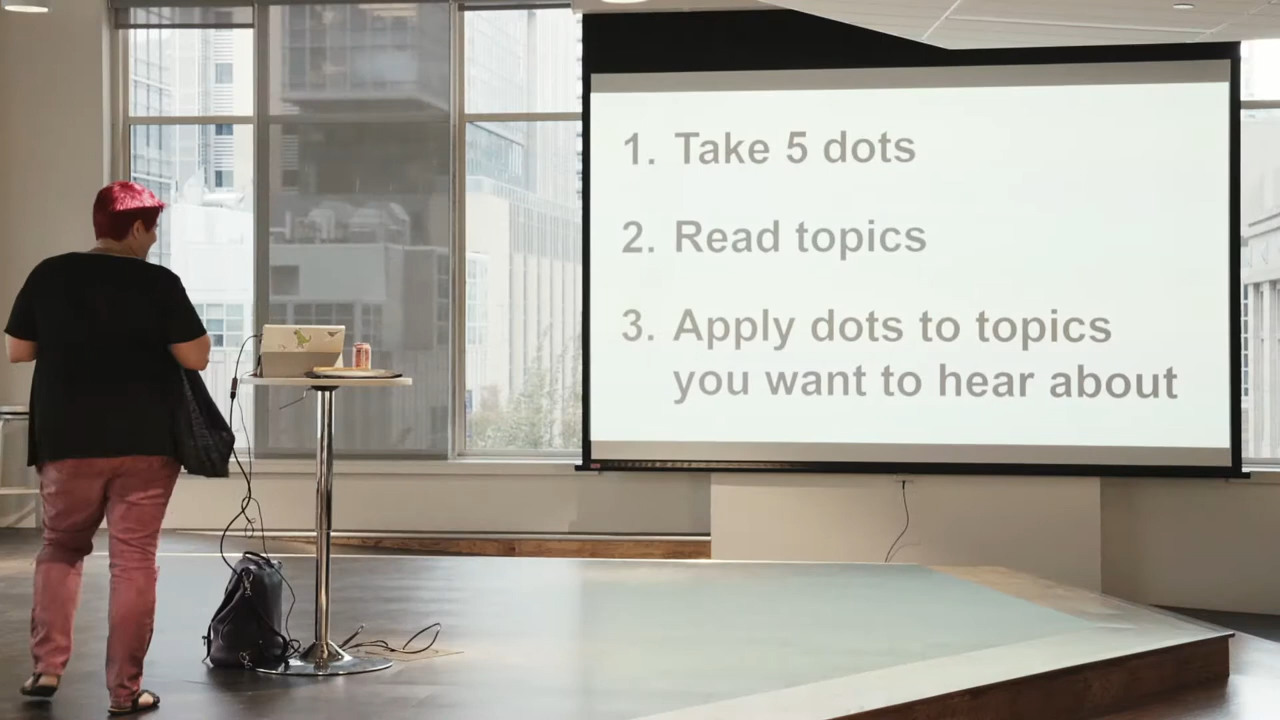 1. Take 5 dots
2. Read topics
3. Apply dots to topics
you want to hear about